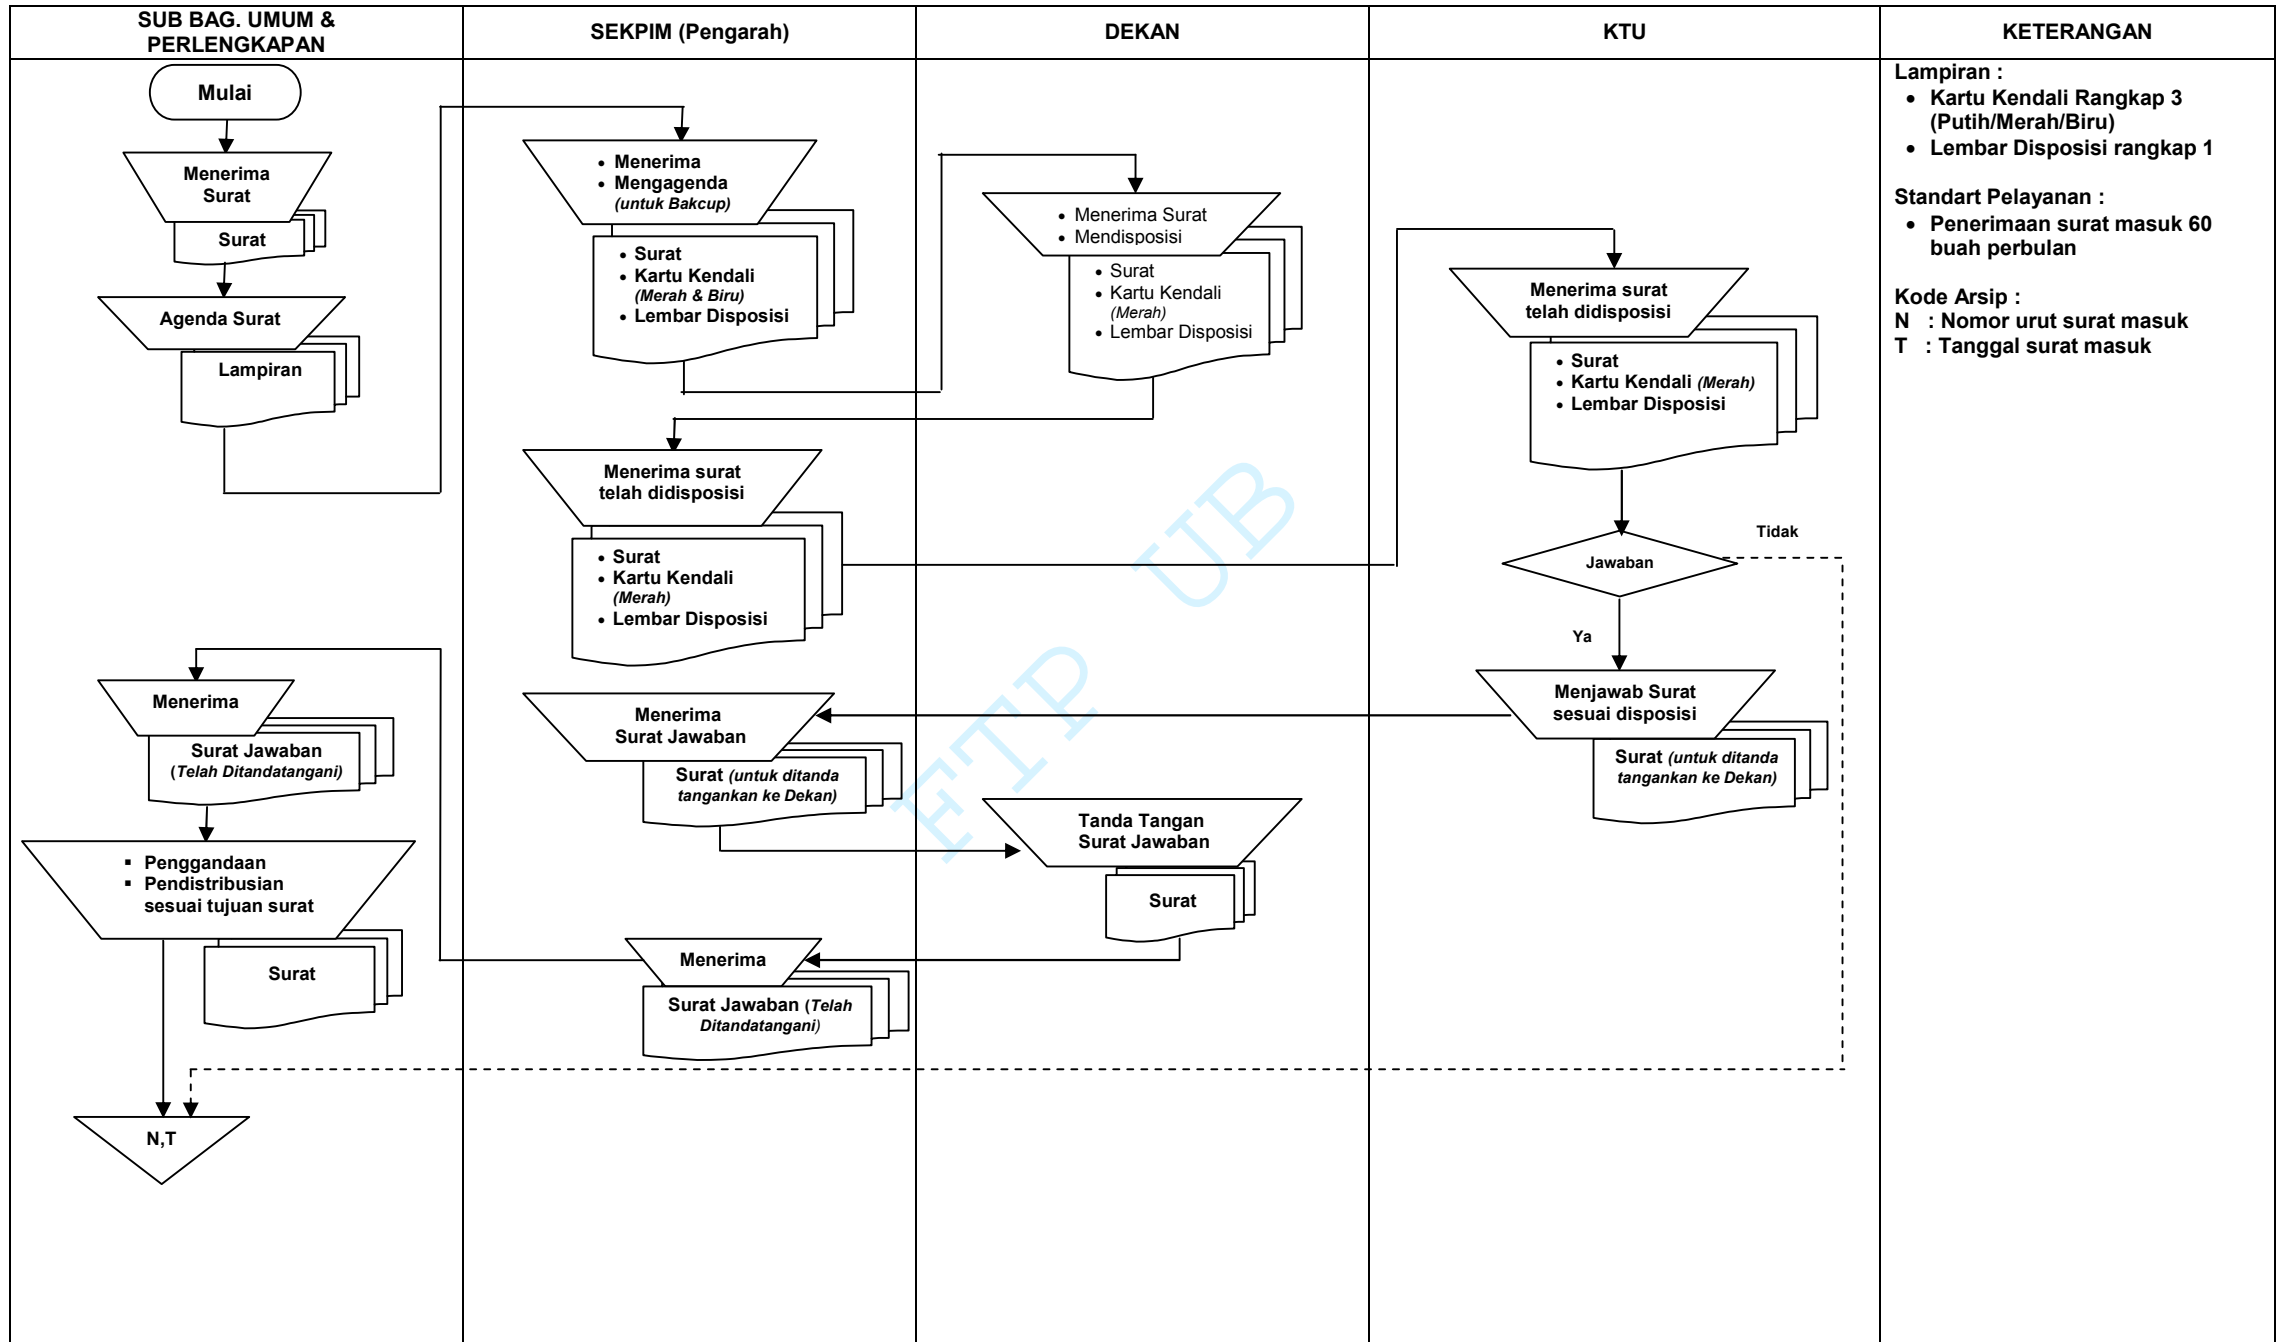 SUB BAG. UMUM &
PERLENGKAPAN
SEKPIM (Pengarah)
DEKAN
KTU
KETERANGAN
Mulai
Menerima
Surat
Surat
Agenda Surat
Lampiran
Menerima
Surat Jawaban
(Telah Ditandatangani)
▪ Penggandaan
▪ Pendistribusian
sesuai tujuan surat
Surat
N,T
• Menerima
• Mengagenda
(untuk Bakcup)
• Surat
• Kartu Kendali
(Merah & Biru)
• Lembar Disposisi
Menerima surat
telah didisposisi
• Surat
• Kartu Kendali
(Merah)
• Lembar Disposisi
Menerima
Surat Jawaban
Surat (untuk ditanda
tangankan ke Dekan)
Menerima
Surat Jawaban (Telah
Ditandatangani)
• Menerima Surat
• Mendisposisi
• Surat
• Kartu Kendali
(Merah)
• Lembar Disposisi
Tanda Tangan
Surat Jawaban
Surat
Menerima surat
telah didisposisi
• Surat
• Kartu Kendali (Merah)
• Lembar Disposisi
Jawaban
Tidak
Ya
Menjawab Surat
sesuai disposisi
Surat (untuk ditanda
tangankan ke Dekan)
Lampiran :
• Kartu Kendali Rangkap 3
(Putih/Merah/Biru)
• Lembar Disposisi rangkap 1
Standart Pelayanan :
• Penerimaan surat masuk 60
buah perbulan
Kode Arsip :
N : Nomor urut surat masuk
T : Tanggal surat masuk
FTP UB